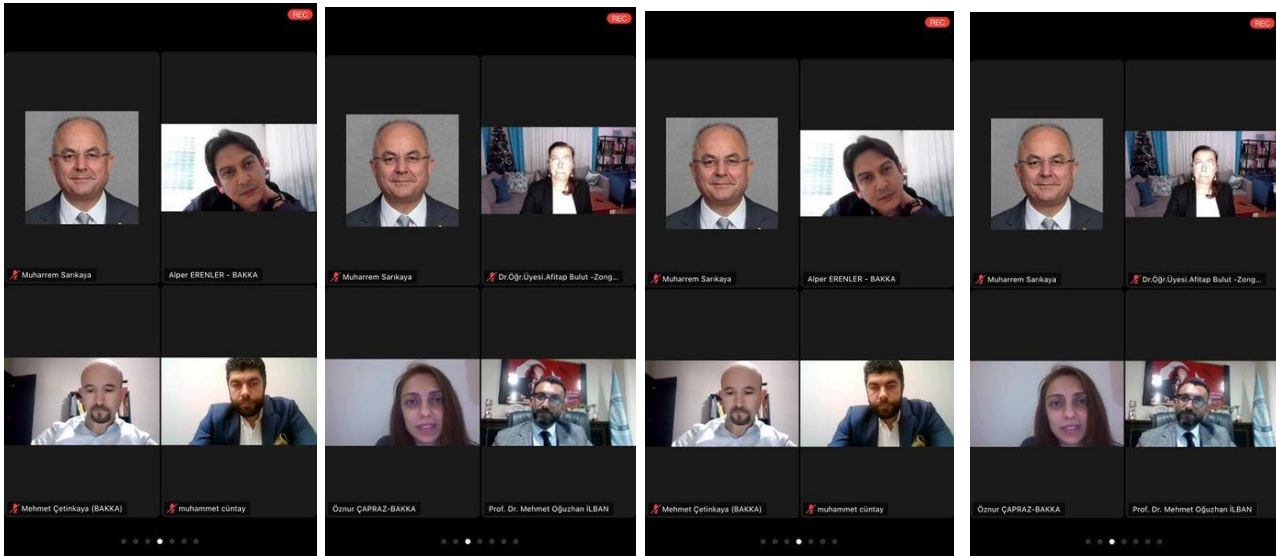 REC
Muharrem Sarıkaya
Alper ERENLER - BAKKA
Mehmet Çetinkaya (BAKKA)
muhammet cüntay
REC
Muharrem Sarıkaya
Dr.Öğr.Üyesi.Afitap Bulut -Zong...
Öznur ÇAPRAZ-BAKKA
Prof. Dr. Mehmet Oğuzhan İLBAN
REC
Muharrem Sarıkaya
Alper ERENLER - BAKKA
Mehmet Çetinkaya (BAKKA)
muhammet cüntay
REC
Muharrem Sarıkaya
Dr.Öğr.Üyesi.Afitap Bulut -Zong...
Öznur ÇAPRAZ-BAKKA
Prof. Dr. Mehmet Oğuzhan İLBAN